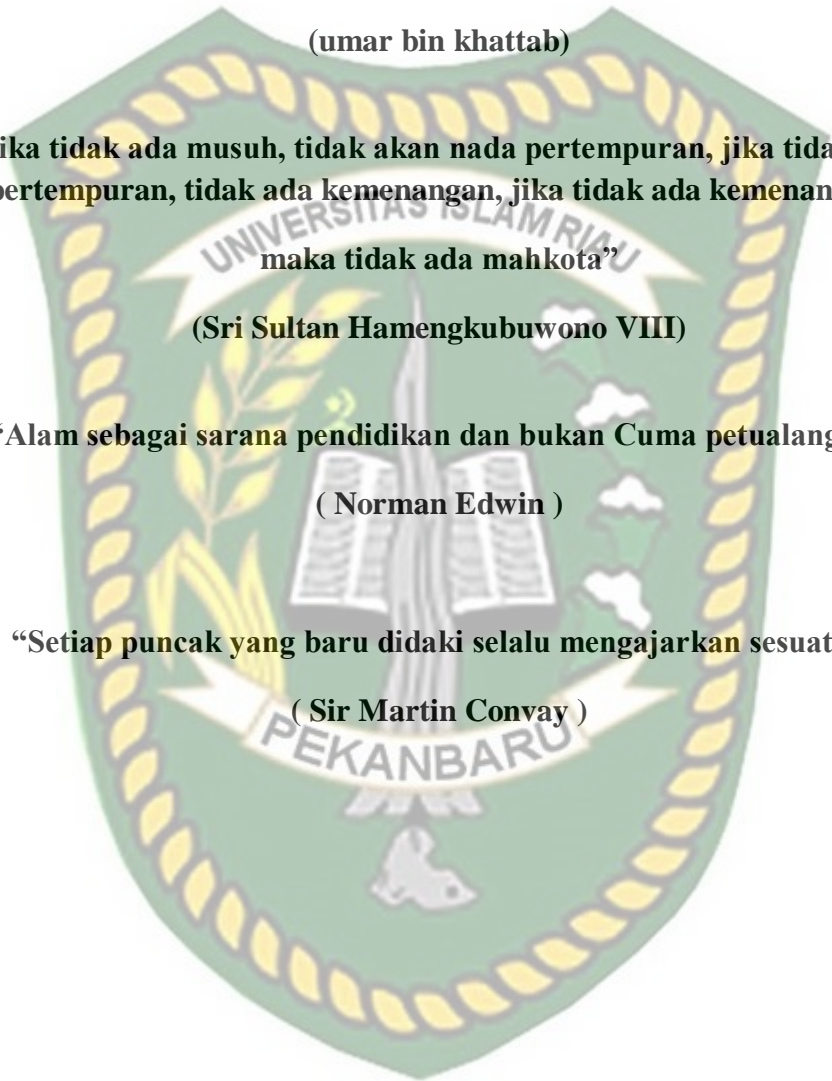 (umar bin khattab)
ika tidak ada musuh, tidak akan nada pertempuran, jika tida
pertempuran, tidak ada kemenangan, jika tidak ada kemenan
UNIVERSITAS ISLAM RIAU
maka tidak ada mahkota”
(Sri Sultan Hamengkubuwono VIII)
“Alam sebagai sarana pendidikan dan bukan Cuma petualang
( Norman Edwin )
“Setiap puncak yang baru didaki selalu mengajarkan sesuat
( Sir Martin Convay )
PEKANBARU